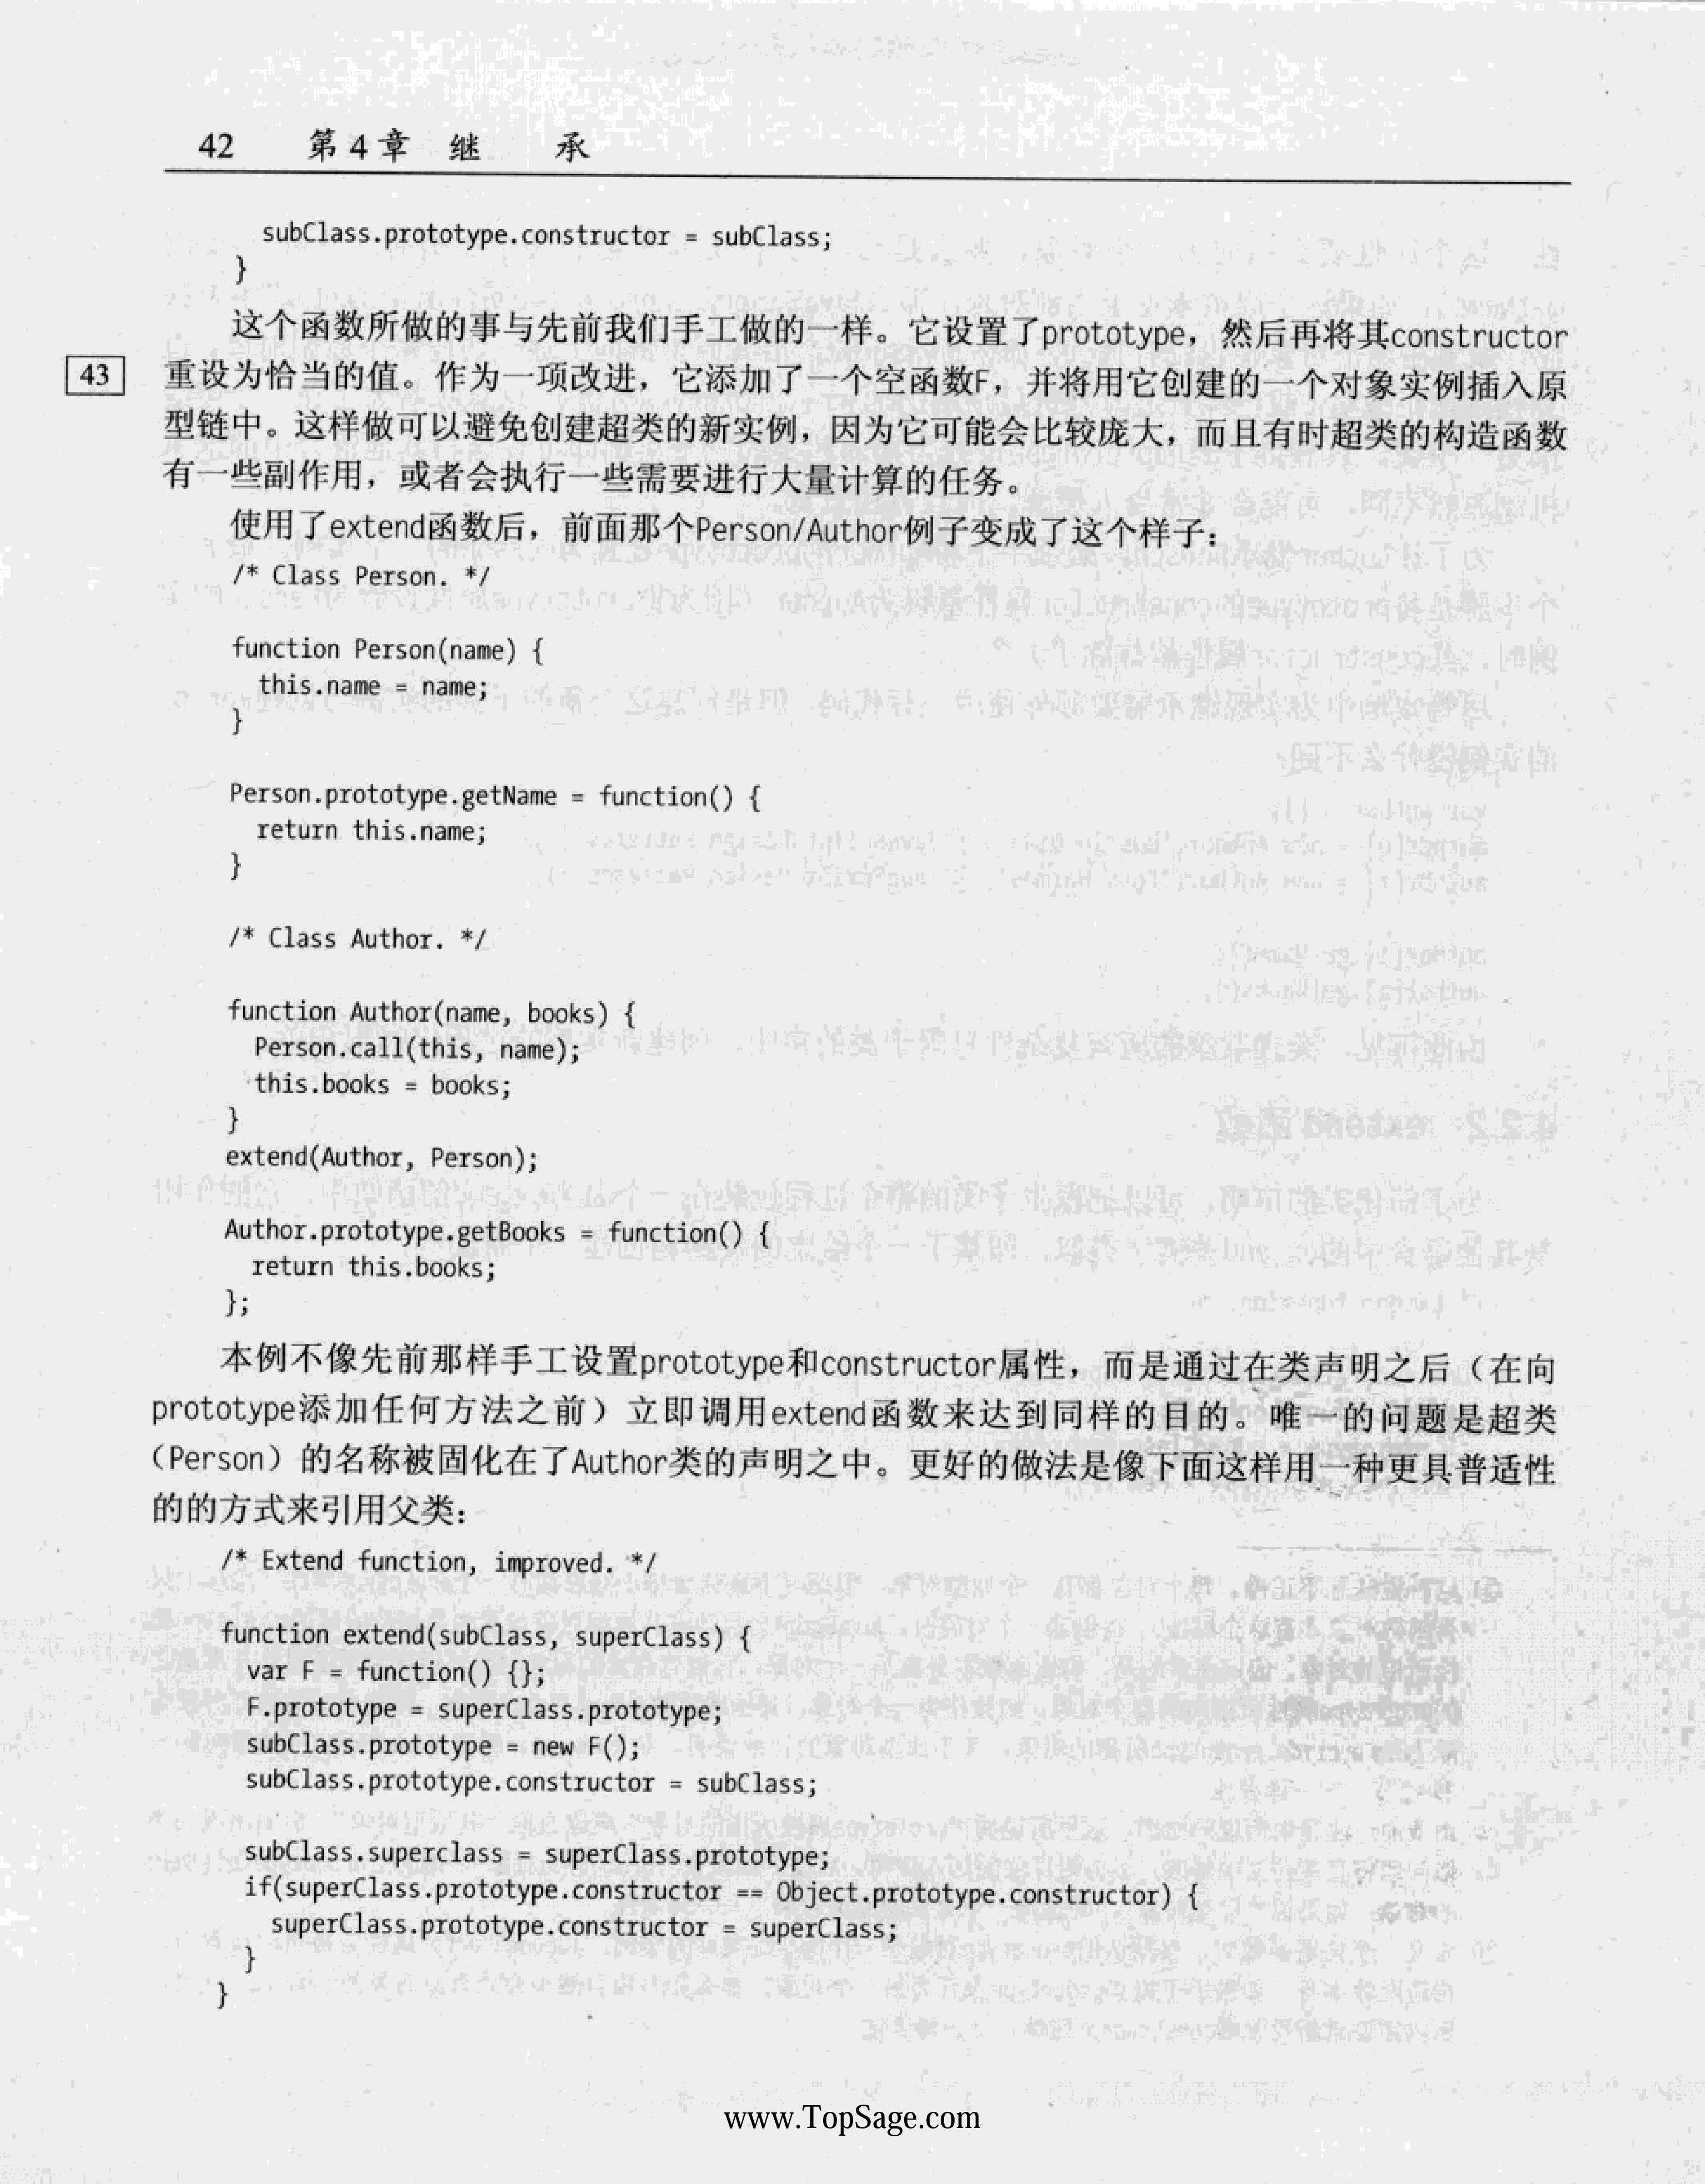 42 第 4 章 继 承
subClass.prototype.constructor = subClass;
}
这个函数所做的事与先前我们手工做的一样。它设置了prototype，然后再将其constructor
43
重设为恰当的值。作为一项改进，它添加了一个空函数F，并将用它创建的一个对象实例插入原
型链中。这样做可以避免创建超类的新实例，因为它可能会比较庞大，而且有时超类的构造函数
有一些副作用，或者会执行一些需要进行大量计算的任务。
使用了extend函数后，前面那个Person/Author例子变成了这个样子：
/* Class Person. */
function Person(name) {
this.name = name;
}
Person.prototype.getName = function() {
return this.name;
}
/* Class Author. */
function Author(name, books) {
Person.call(this, name);
this.books = books;
}
extend(Author, Person);
Author.prototype.getBooks = function() {
return this.books;
};
本例不像先前那样手工设置prototype和constructor属性，而是通过在类声明之后（在向
prototype添加任何方法之前）立即调用extend函数来达到同样的目的。唯一的问题是超类
（Person）的名称被固化在了Author类的声明之中。更好的做法是像下面这样用一种更具普适性
的的方式来引用父类：
/* Extend function, improved. */
function extend(subClass, superClass) {
var F = function() {};
F.prototype = superClass.prototype;
subClass.prototype = new F();
subClass.prototype.constructor = subClass;
subClass.superclass = superClass.prototype;
if(superClass.prototype.constructor == Object.prototype.constructor) {
superClass.prototype.constructor = superClass;
}
}
www.TopSage.com